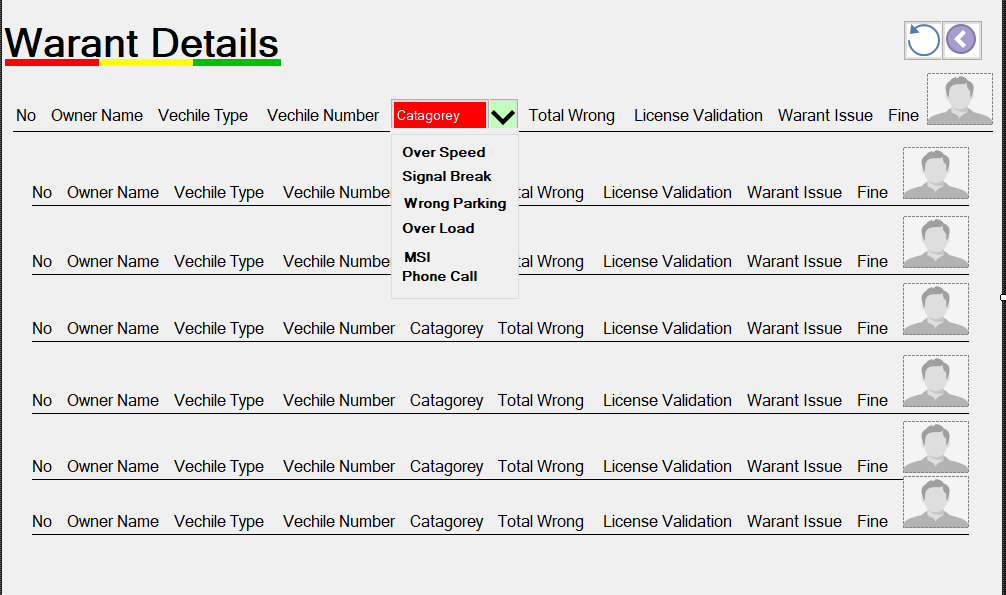 Warant Details
No Owner Name Vechile Type Vechile Number Catagorey Total Wrong License Validation Warant Issue Fine
Over Speed
Signal Break
Wrong Parking
Over Load
MSI
Phone Call
No Owner Name Vechile Type Vechile Number Wrong License Validation Warant Issue Fine
No Owner Name Vechile Type Vechile Number Wrong License Validation Warant Issue Fine
No Owner Name Vechile Type Vechile Number Catagorey Total Wrong License Validation Warant Issue Fine
No Owner Name Vechile Type Vechile Number Catagorey Total Wrong License Validation Warant Issue Fine
No Owner Name Vechile Type Vechile Number Catagorey Total Wrong License Validation Warant Issue Fine
No Owner Name Vechile Type Vechile Number Catagorey Total Wrong License Validation Warant Issue Fine